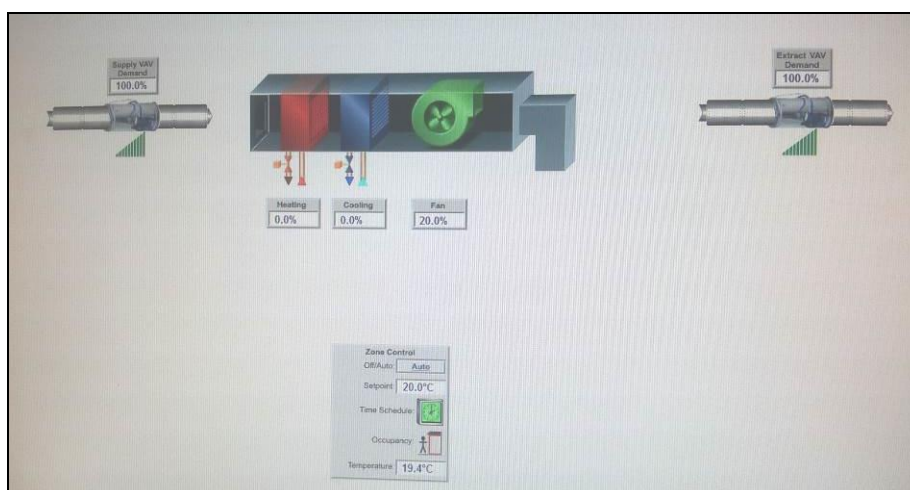 Supply VAV
Demand
100.0%
Extract VAV
Demand
100.0%
Heating
0.0%
Cooling
0.0%
Fan
20.0%
Zone Control
Off/Auto: Auto
Setpoint: 20.0°C
Time Schedule:
Occupancy:
Temperature: 19.4°C